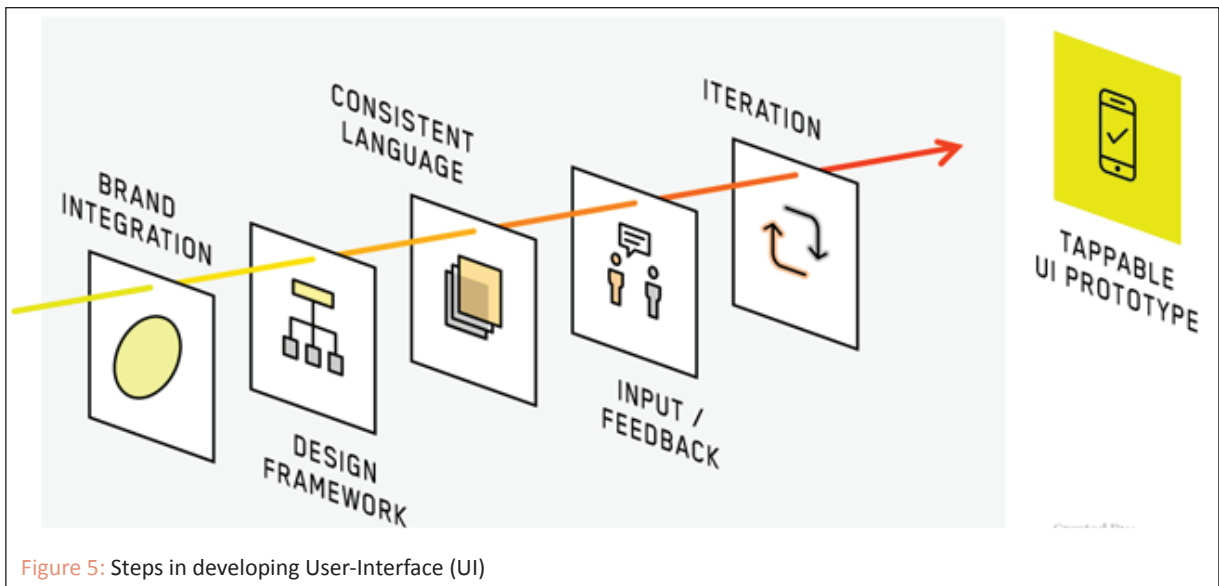 BRAND
INTEGRATION
DESIGN
FRAMEWORK
CONSISTENT
LANGUAGE
INPUT /
FEEDBACK
ITERATION
TAPPABLE
UI PROTOTYPE
Figure 5: Steps in developing User-Interface (UI)